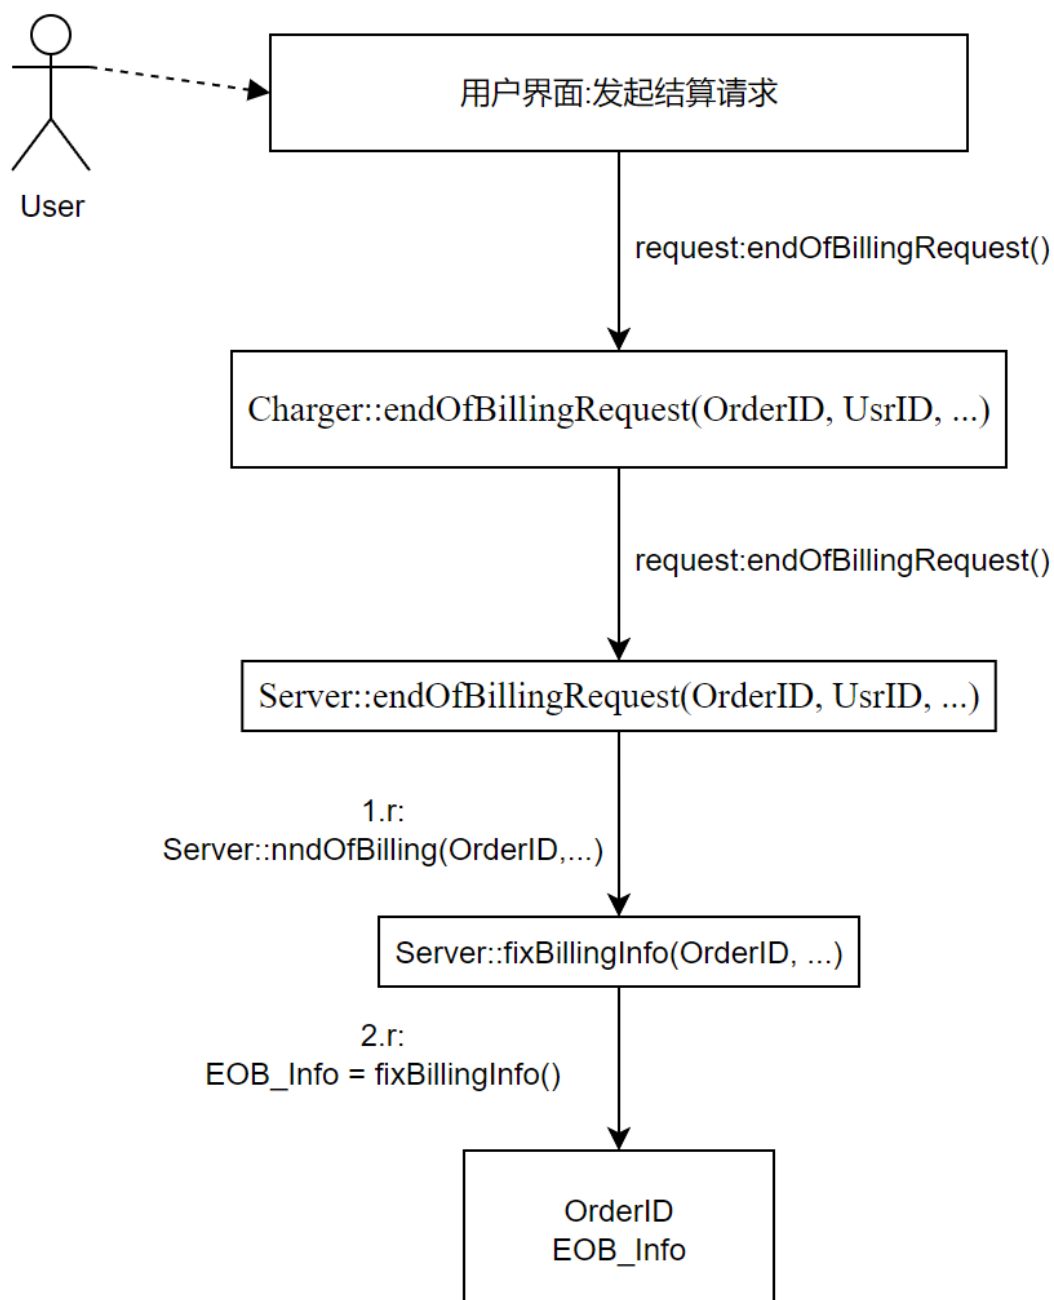 用户界面:发起结算请求
User
request:endOfBillingRequest()
Charger::endOfBillingRequest(OrderID, UsrID, ...)
request:endOfBillingRequest()
Server::endOfBillingRequest(OrderID, UsrID, ...)
1.r:
Server::nndOfBilling(OrderID,...)
Server::fixBillingInfo(OrderID, ...)
2.r:
EOB_Info = fixBillingInfo()
OrderID
EOB_Info